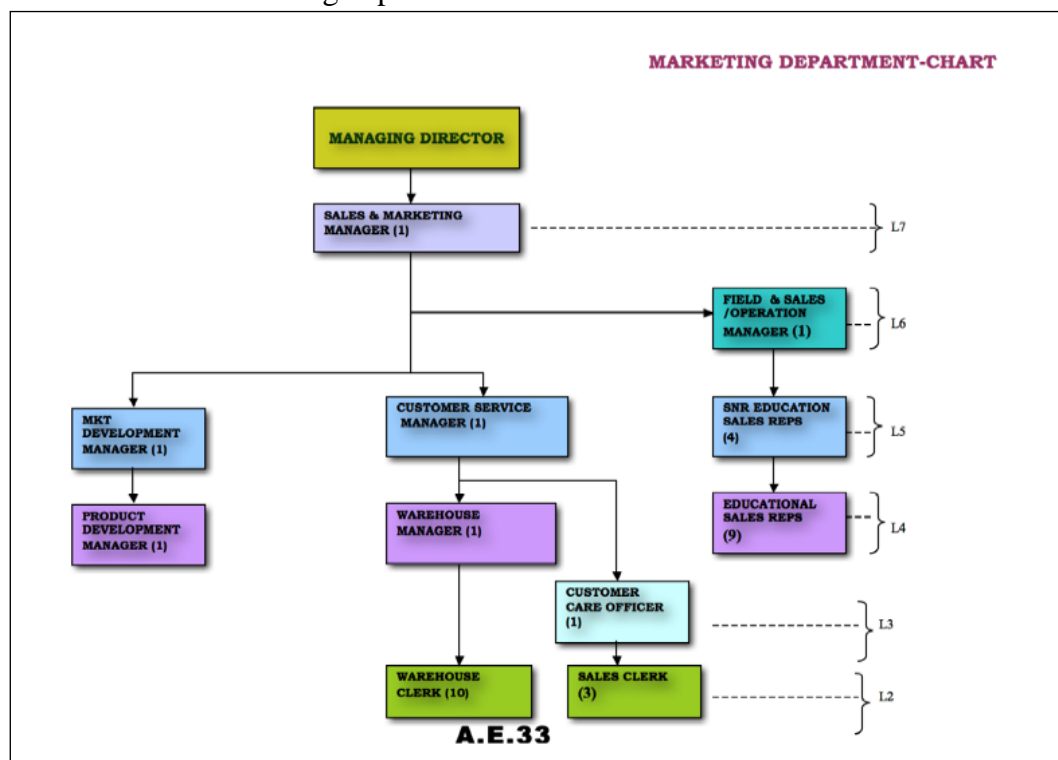 MARKETING DEPARTMENT-CHART
MANAGING DIRECTOR
SALES & MARKETING
MANAGER (1)
L7
FIELD & SALES
/OPERATION
MANAGER (1)
L6
MKT
DEVELOPMENT
MANAGER (1)
CUSTOMER SERVICE
MANAGER (1)
SNR EDUCATION
SALES REPS
(4)
L5
PRODUCT
DEVELOPMENT
MANAGER (1)
WAREHOUSE
MANAGER (1)
EDUCATIONAL
SALES REPS
(9)
L4
CUSTOMER
CARE OFFICER
(1)
L3
WAREHOUSE
CLERK (10)
SALES CLERK
(3)
L2
A.E.33